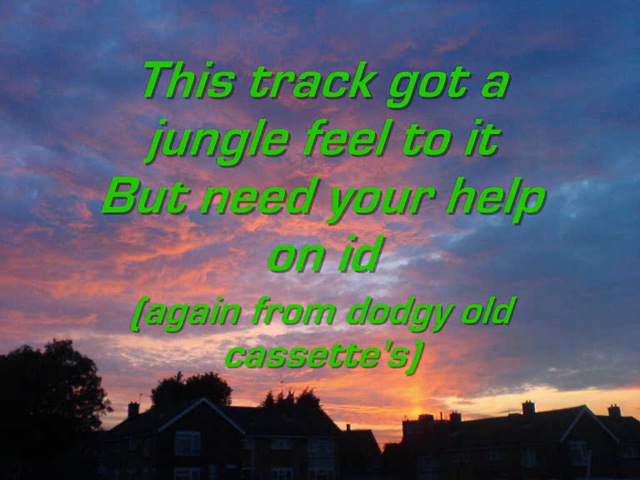 This track got a
jungle feel to it
But need your help
on id
(again from dodgy old
cassette's)